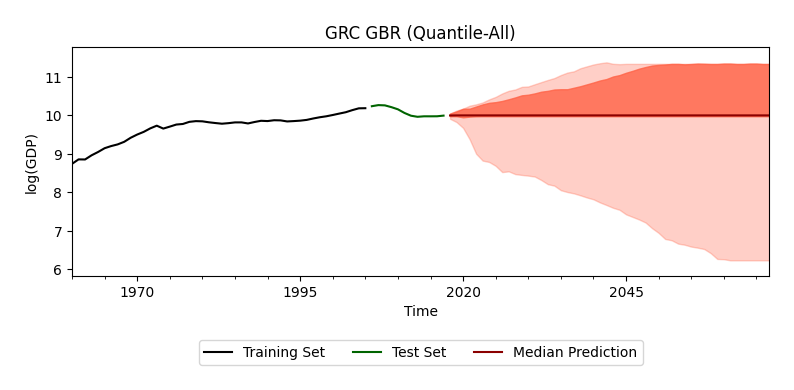 GRC GBR (Quantile-All)
log(GDP)
11
10
9
8
7
6
1970
1995
2020
2045
Time
Training Set
Test Set
Median Prediction